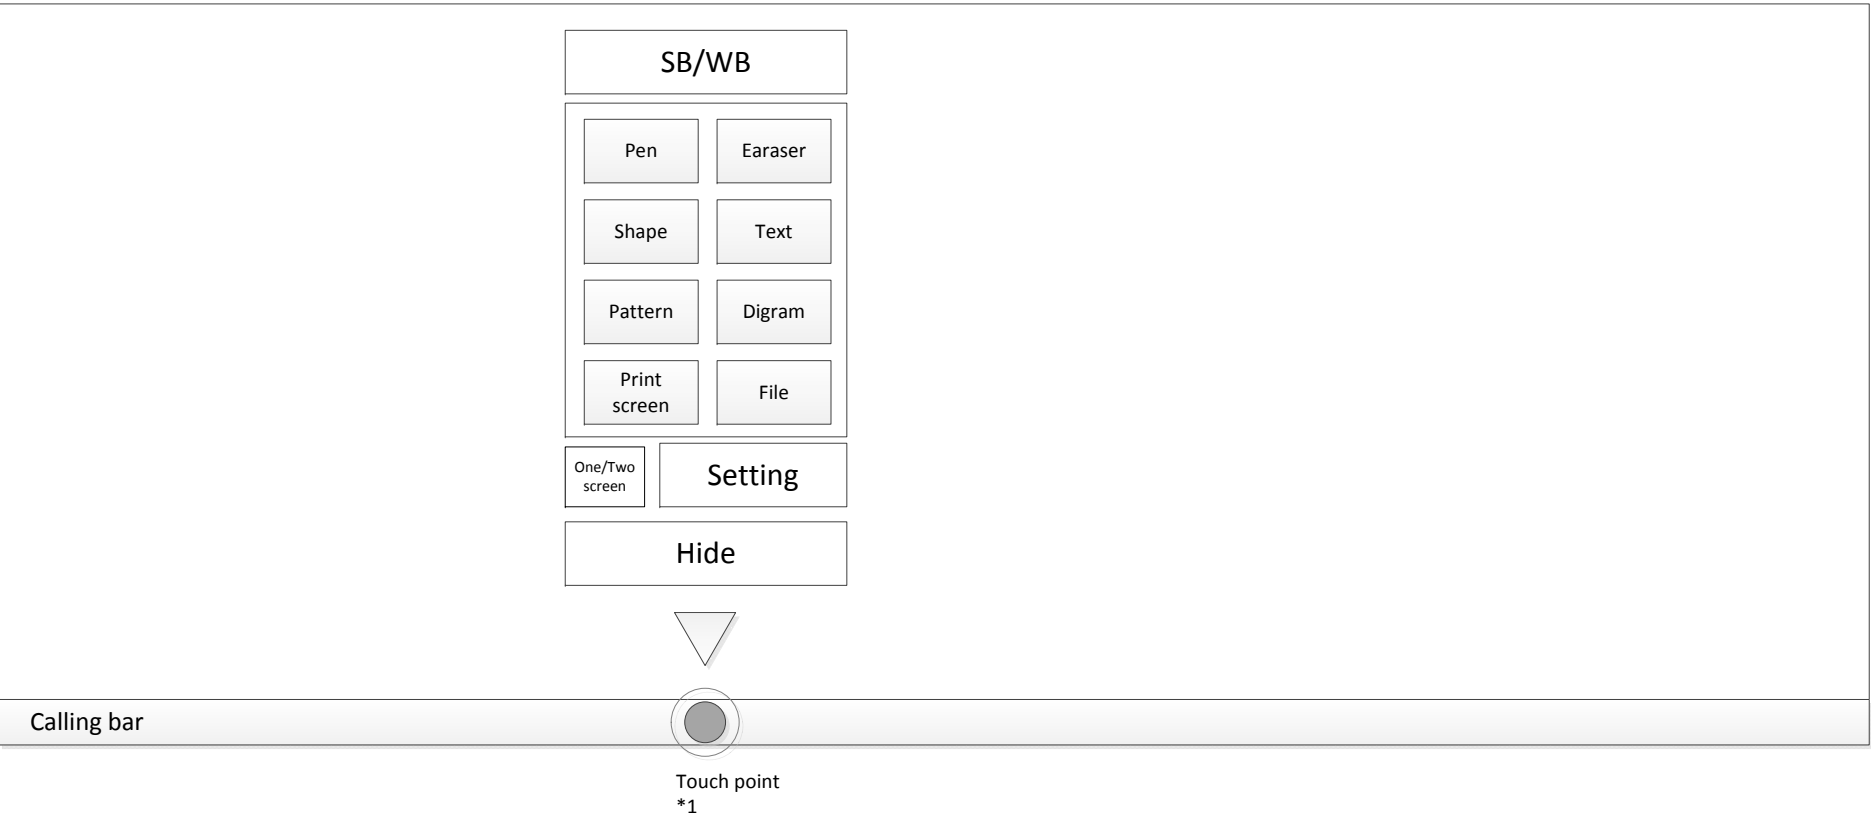 SB/WB
Pen
Earaser
Shape
Text
Pattern
Digram
Print
screen
File
One/Two
screen
Setting
Hide
Calling bar
Touch point
*1